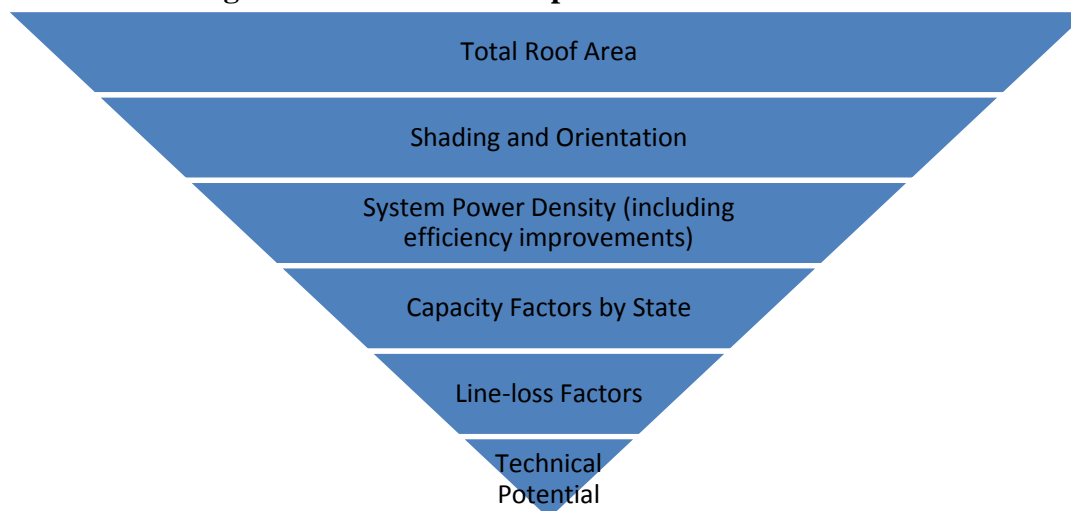 Total Roof Area
Shading and Orientation
System Power Density (including
efficiency improvements)
Capacity Factors by State
Line-loss Factors
Technical
Potential